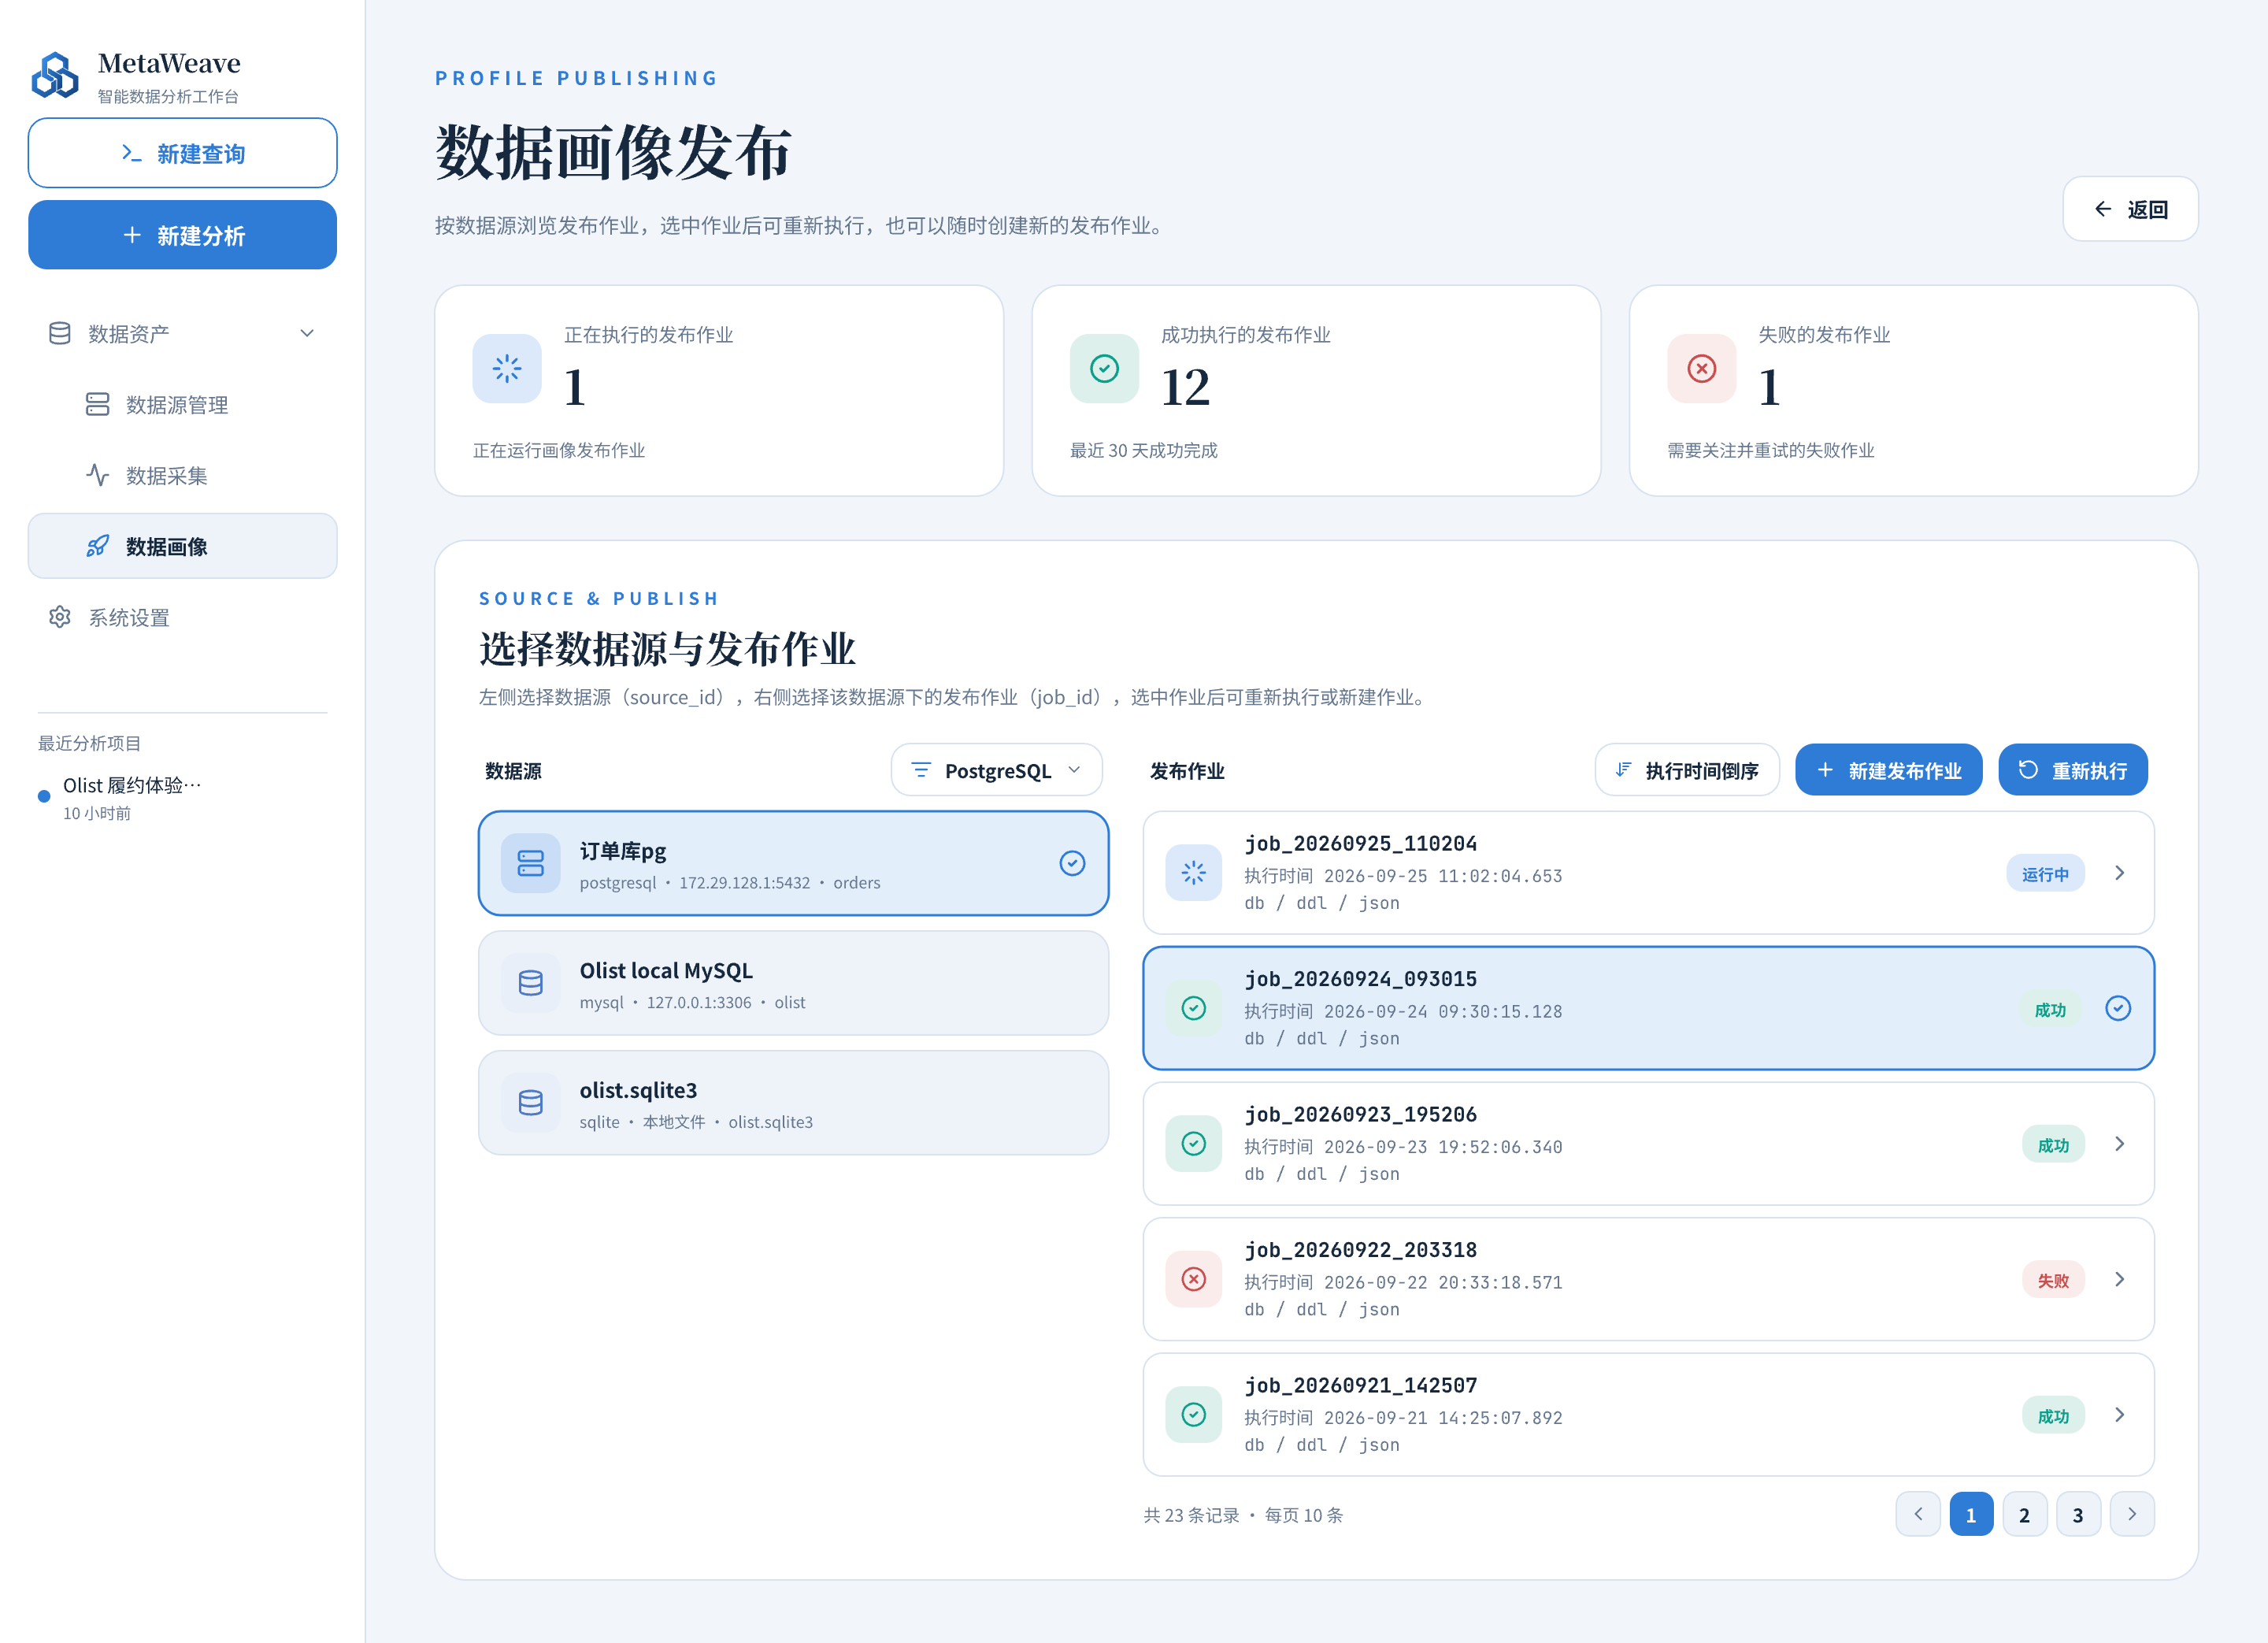 MetaWeave
智能数据分析工作台
新建查询
新建分析
数据资产
数据源管理
数据采集
数据画像
系统设置
最近分析项目
Olist 履约体验…
10 小时前
PROFILE PUBLISHING
数据画像发布
按数据源浏览发布作业，选中作业后可重新执行，也可以随时创建新的发布作业。
返回
正在执行的发布作业
1
正在运行画像发布作业
成功执行的发布作业
12
最近 30 天成功完成
失败的发布作业
1
需要关注并重试的失败作业
SOURCE & PUBLISH
选择数据源与发布作业
左侧选择数据源（source_id），右侧选择该数据源下的发布作业（job_id），选中作业后可重新执行或新建作业。
数据源
PostgreSQL
订单库pg
postgresql • 172.29.128.1:5432 • orders
Olist local MySQL
mysql • 127.0.0.1:3306 • olist
olist.sqlite3
sqlite • 本地文件 • olist.sqlite3
发布作业
执行时间倒序
新建发布作业
重新执行
job_20260925_110204
执行时间 2026-09-25 11:02:04.653
db / ddl / json
运行中
job_20260924_093015
执行时间 2026-09-24 09:30:15.128
db / ddl / json
成功
job_20260923_195206
执行时间 2026-09-23 19:52:06.340
db / ddl / json
成功
job_20260922_203318
执行时间 2026-09-22 20:33:18.571
db / ddl / json
失败
job_20260921_142507
执行时间 2026-09-21 14:25:07.892
db / ddl / json
成功
共 23 条记录 • 每页 10 条
1 2 3